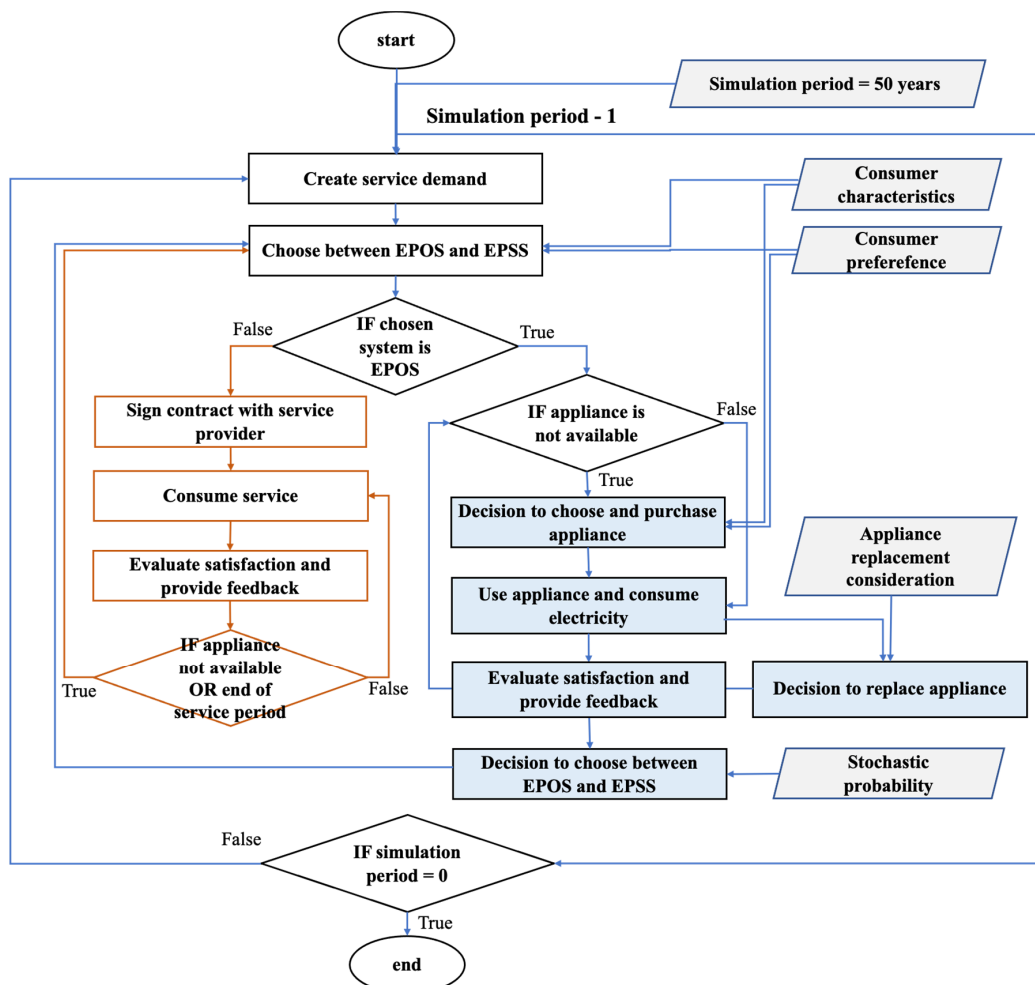 start
Simulation period = 50 years
Simulation period - 1
Create service demand
Consumer
characteristics
Choose between EPOS and EPSS
Consumer
preferefence
False
IF chosen
system is
EPOS
True
Sign contract with service
provider
IF appliance is
not available
False
True
Consume service
Decision to choose and purchase
appliance
Appliance
replacement
consideration
Evaluate satisfaction and
provide feedback
Use appliance and consume
electricity
IF appliance
not available
OR end of
service period
True
False
Evaluate satisfaction and
provide feedback
Decision to replace appliance
Decision to choose between
EPOS and EPSS
Stochastic
probability
False
IF simulation
period = 0
True
end